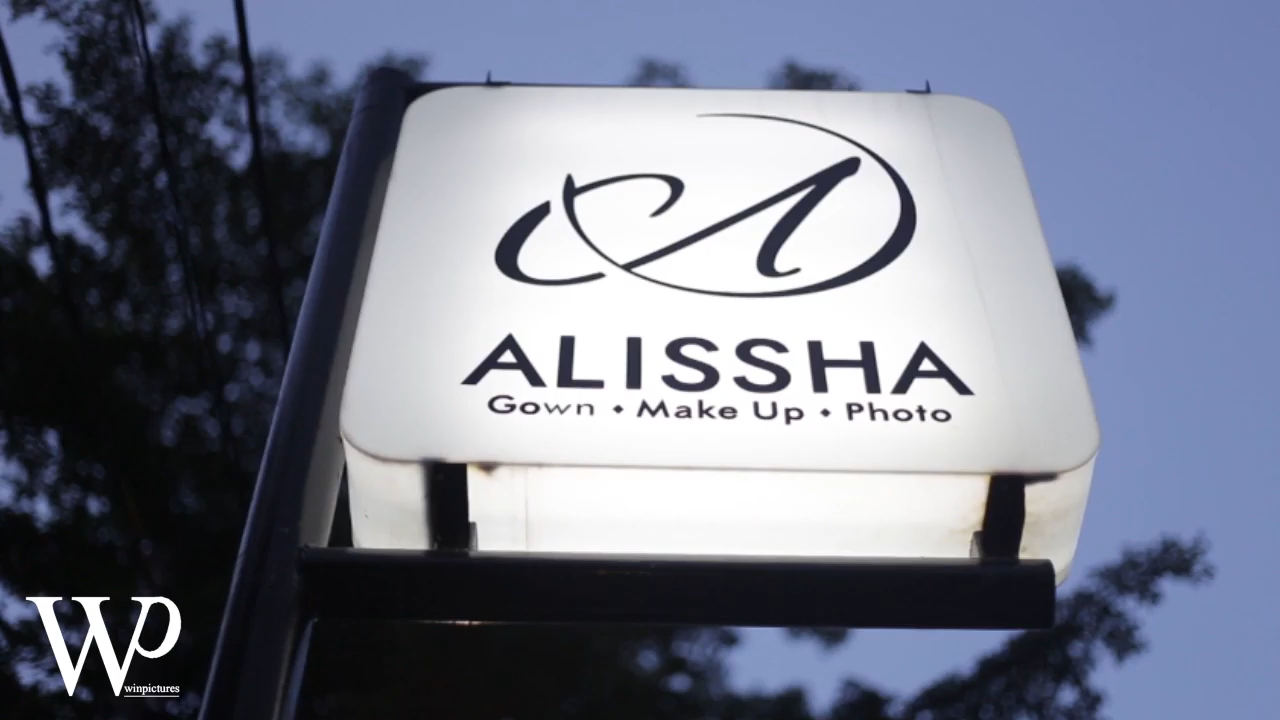 A
ALISSHA
Gown • Make Up • Photo
WP
winpictures